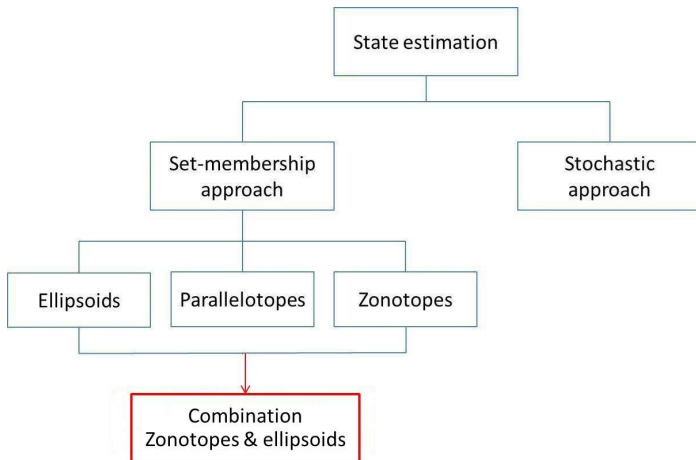 State estimation
Set-membership
approach
Stochastic
approach
Ellipsoids
Parallelotopes
Zonotopes
Combination
Zonotopes & ellipsoids